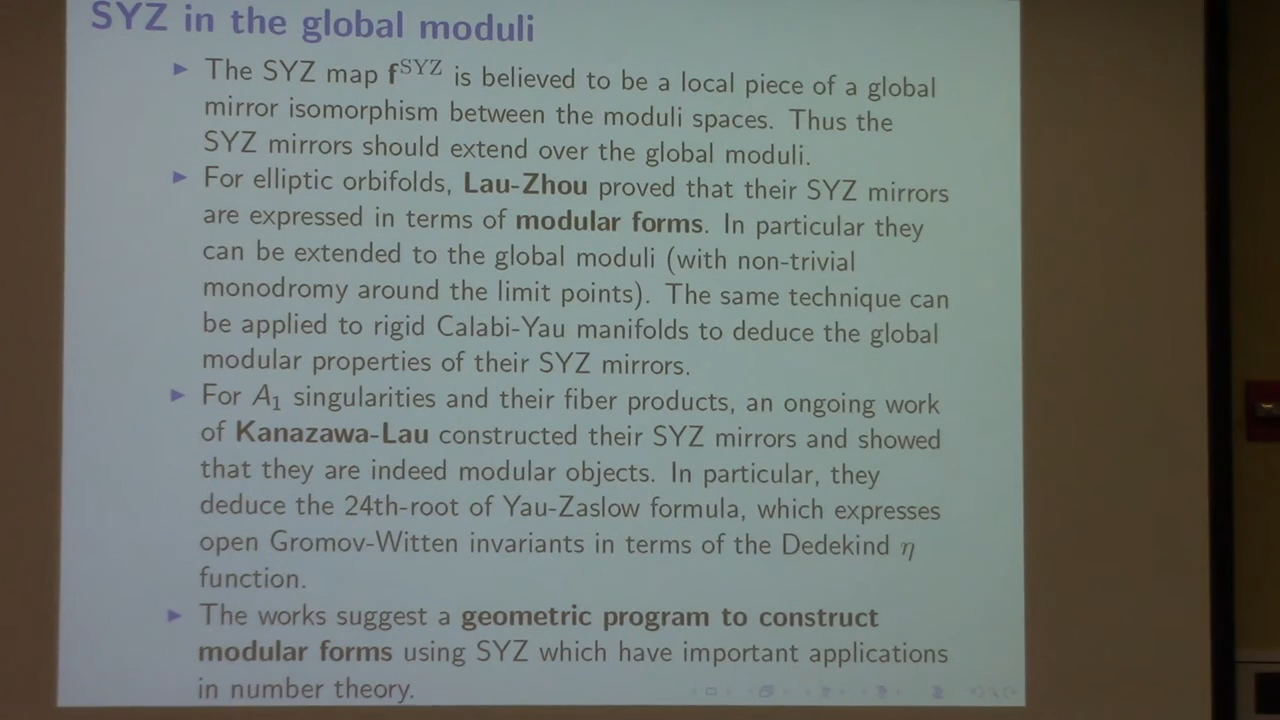 SYZ in the global moduli
▶ The SYZ map f^SYZ is believed to be a local piece of a global
mirror isomorphism between the moduli spaces. Thus the
SYZ mirrors should extend over the global moduli.
▶ For elliptic orbifolds, Lau-Zhou proved that their SYZ mirrors
are expressed in terms of modular forms. In particular they
can be extended to the global moduli (with non-trivial
monodromy around the limit points). The same technique can
be applied to rigid Calabi-Yau manifolds to deduce the global
modular properties of their SYZ mirrors.
▶ For A₁ singularities and their fiber products, an ongoing work
of Kanazawa-Lau constructed their SYZ mirrors and showed
that they are indeed modular objects. In particular, they
deduce the 24th-root of Yau-Zaslow formula, which expresses
open Gromov-Witten invariants in terms of the Dedekind η
function.
▶ The works suggest a geometric program to construct
modular forms using SYZ which have important applications
in number theory.